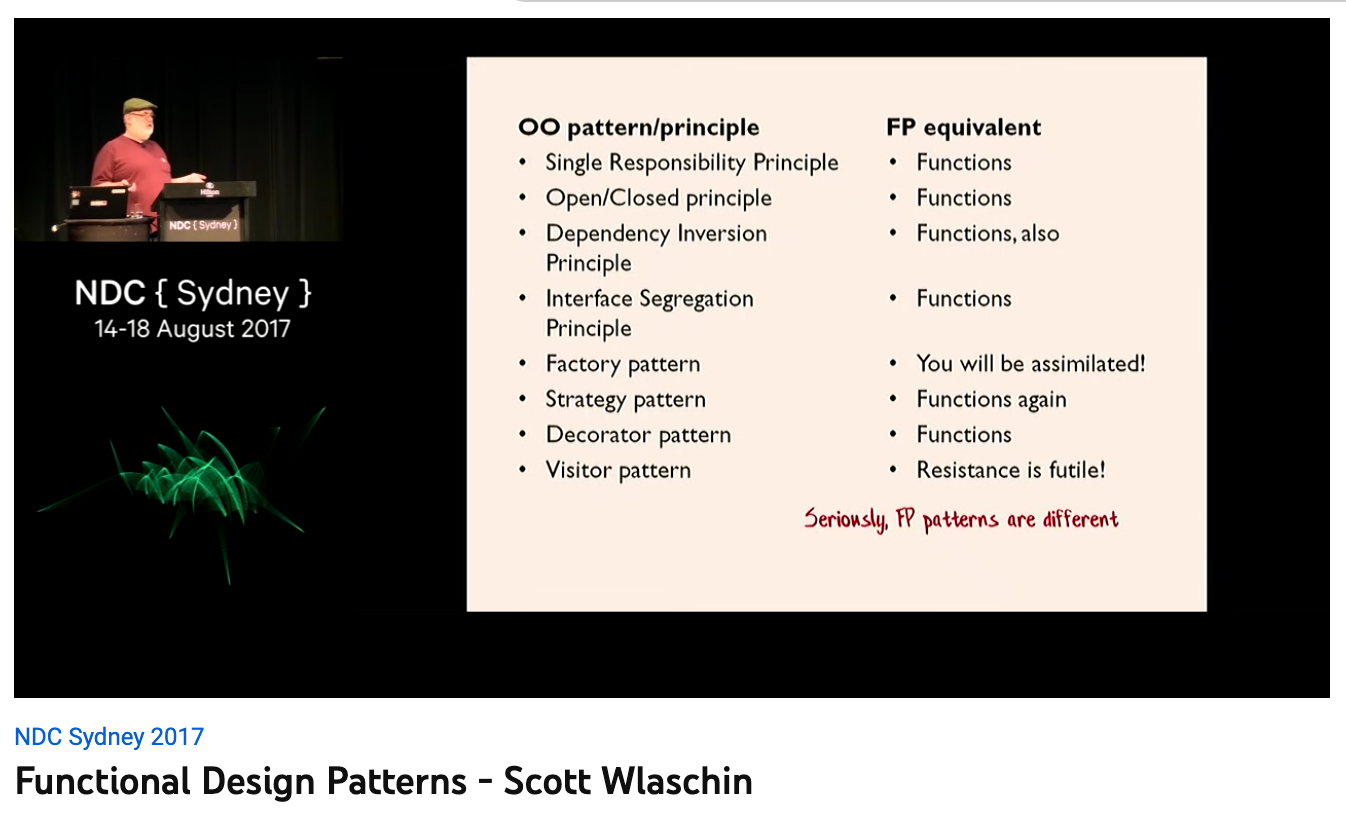 OO pattern/principle
FP equivalent
• Single Responsibility Principle
• Functions
• Open/Closed principle
• Functions
• Dependency Inversion
Principle
• Functions, also
• Interface Segregation
Principle
• Functions
• Factory pattern
• You will be assimilated!
• Strategy pattern
• Functions again
• Decorator pattern
• Functions
• Visitor pattern
• Resistance is futile!
Seriously, FP patterns are different
Hilton
NDC { Sydney }
NDC { Sydney }
14-18 August 2017
NDC Sydney 2017
Functional Design Patterns - Scott Wlaschin